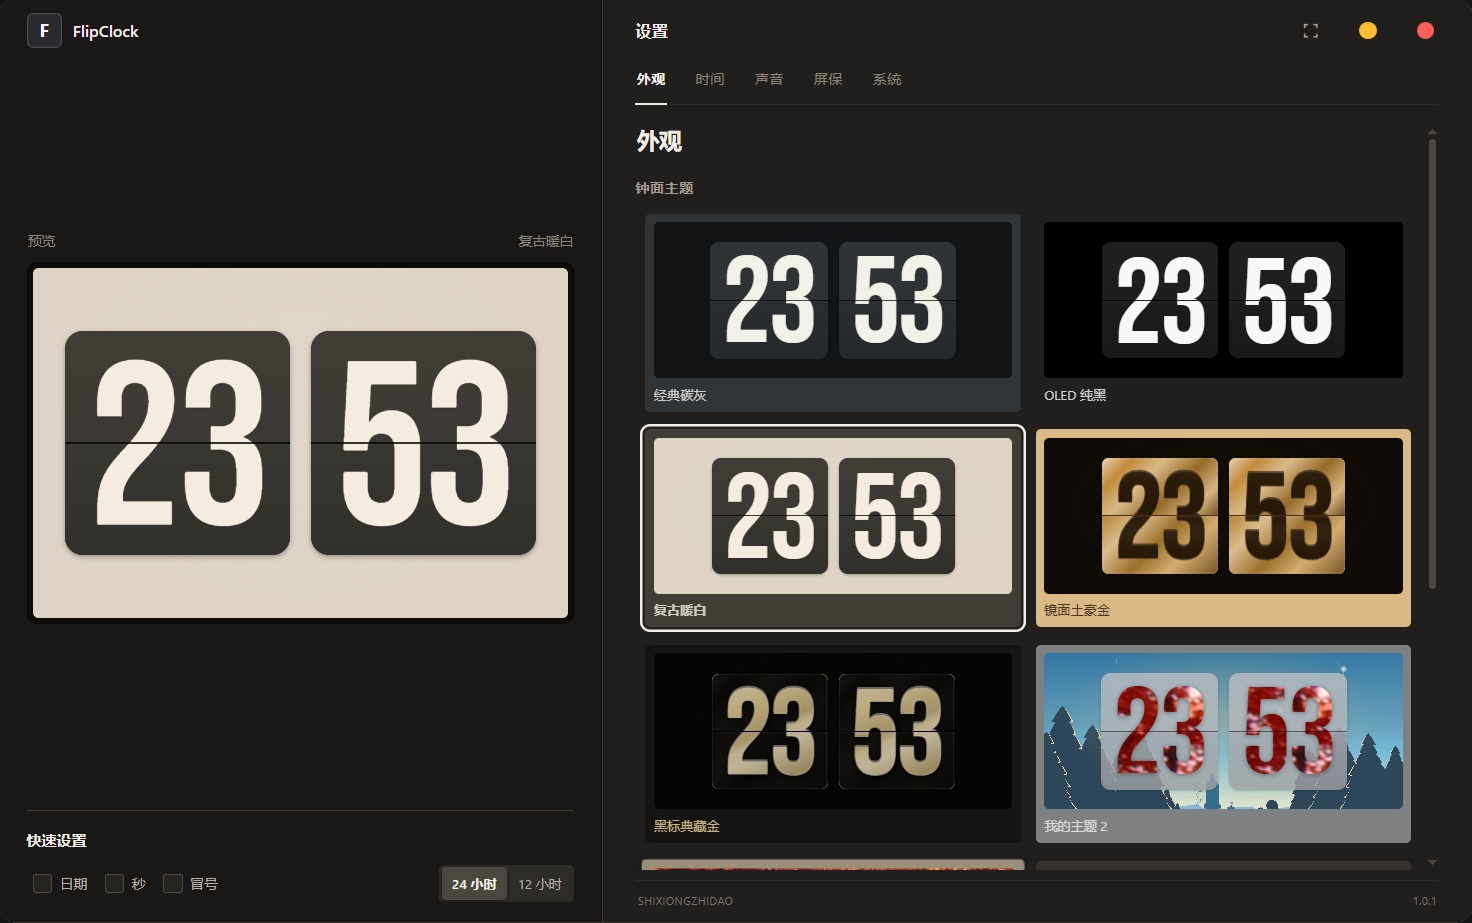 F FlipClock
设置
外观 时间 声音 屏保 系统
外观
钟面主题
预览 复古暖白
23 53
23 53
经典碳灰
23 53
OLED 纯黑
23 53
复古暖白
23 53
镜面土豪金
23 53
黑标典藏金
23 53
我的主题 2
快速设置
日期 秒 冒号
24 小时 12 小时
SHIXIONGZHIDAO
1.0.1